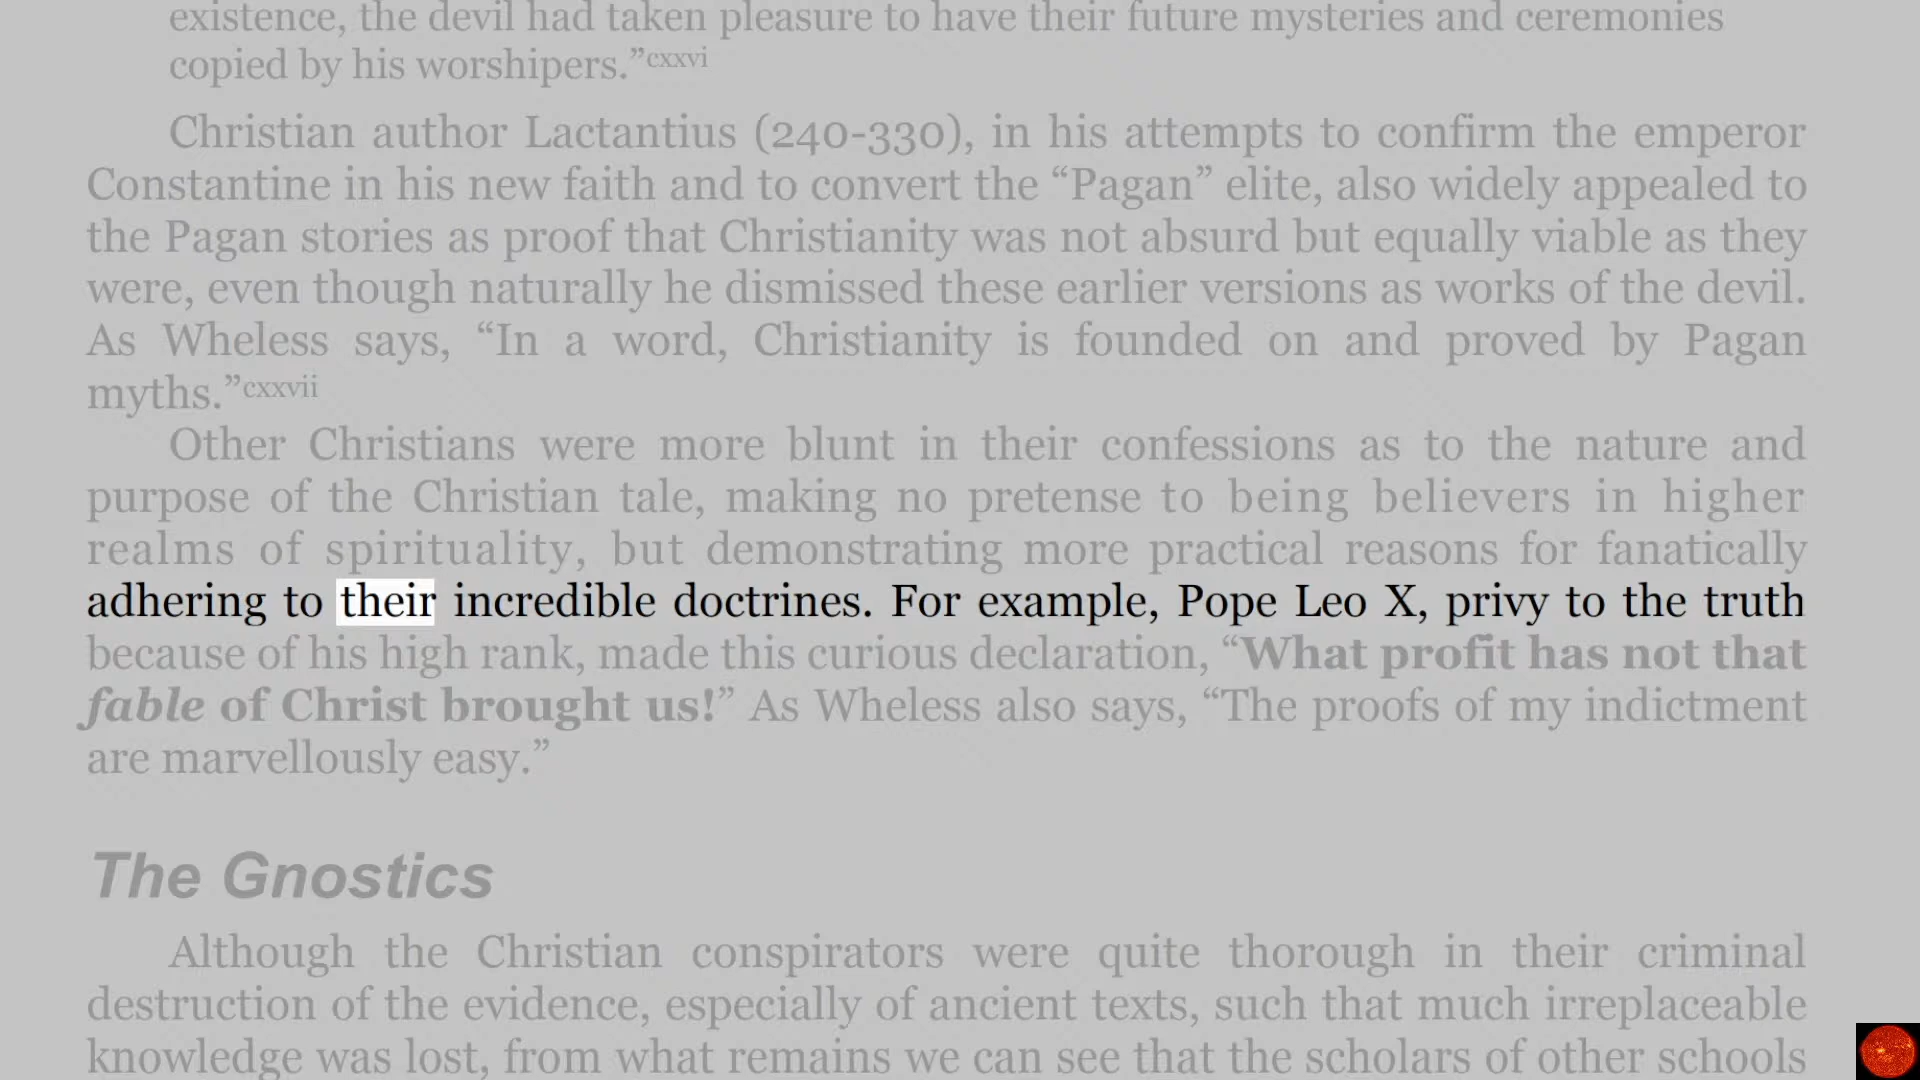 existence, the devil had taken pleasure to have their future mysteries and ceremonies
copied by his worshipers.”cxxvi
Christian author Lactantius (240-330), in his attempts to confirm the emperor
Constantine in his new faith and to convert the “Pagan” elite, also widely appealed to
the Pagan stories as proof that Christianity was not absurd but equally viable as they
were, even though naturally he dismissed these earlier versions as works of the devil.
As Wheless says, “In a word, Christianity is founded on and proved by Pagan
myths.”cxxvii
Other Christians were more blunt in their confessions as to the nature and
purpose of the Christian tale, making no pretense to being believers in higher
realms of spirituality, but demonstrating more practical reasons for fanatically
adhering to their incredible doctrines. For example, Pope Leo X, privy to the truth
because of his high rank, made this curious declaration, “What profit has not that
fable of Christ brought us!” As Wheless also says, “The proofs of my indictment
are marvellously easy.”
The Gnostics
Although the Christian conspirators were quite thorough in their criminal
destruction of the evidence, especially of ancient texts, such that much irreplaceable
knowledge was lost, from what remains we can see that the scholars of other schools